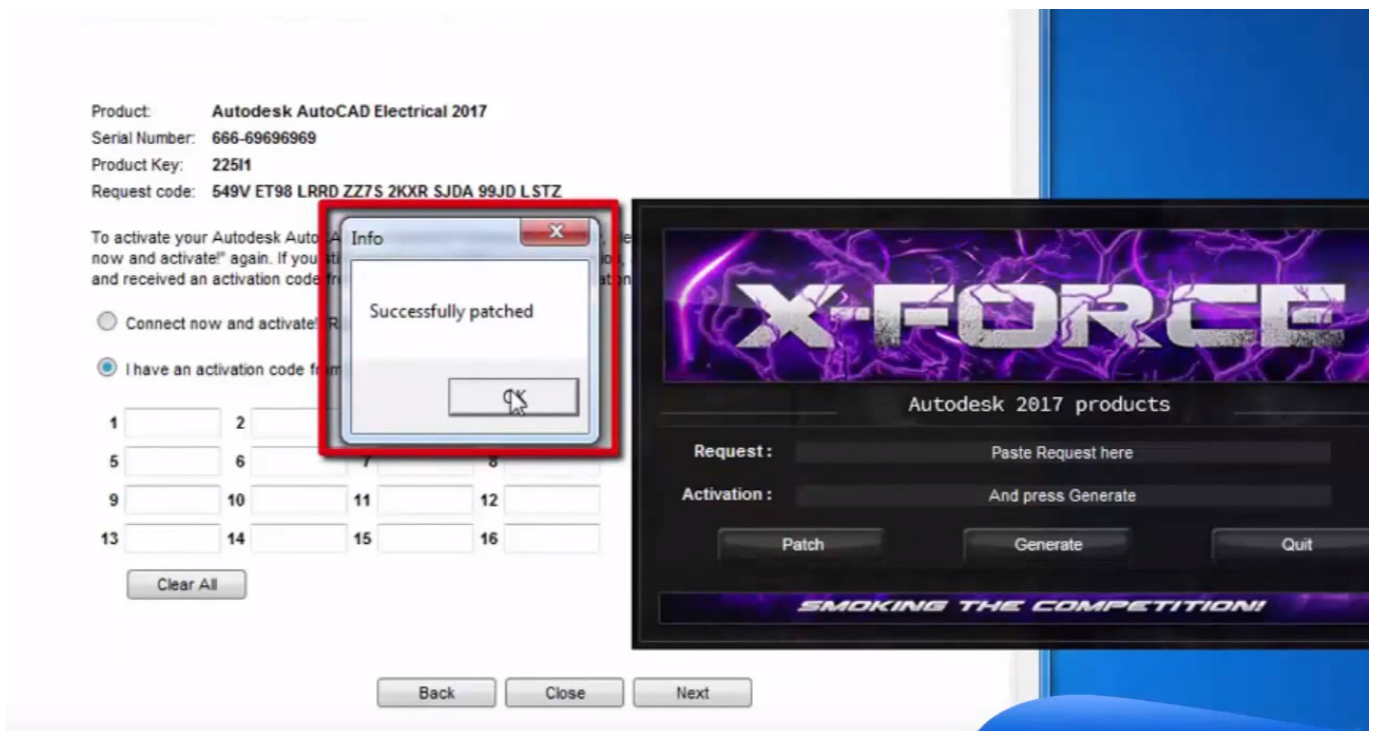 Product: Autodesk AutoCAD Electrical 2017
Serial Number: 666-69696969
Product Key: 225I1
Request code: 549V ET98 LRRD ZZ7S 2KXR SJDA 99JD LSTZ
To activate your Autodesk
now and activate!" again. If you
and received an activation code
Connect now and activate!
I have an activation code
1 2
5 6 7 8
9 10 11 12
13 14 15 16
Clear All
Back Close Next
Info
Successfully patched
X-FORCE
Autodesk 2017 products
Request: Paste Request here
Activation: And press Generate
Patch Generate Quit
SMOKING THE COMPETITION!